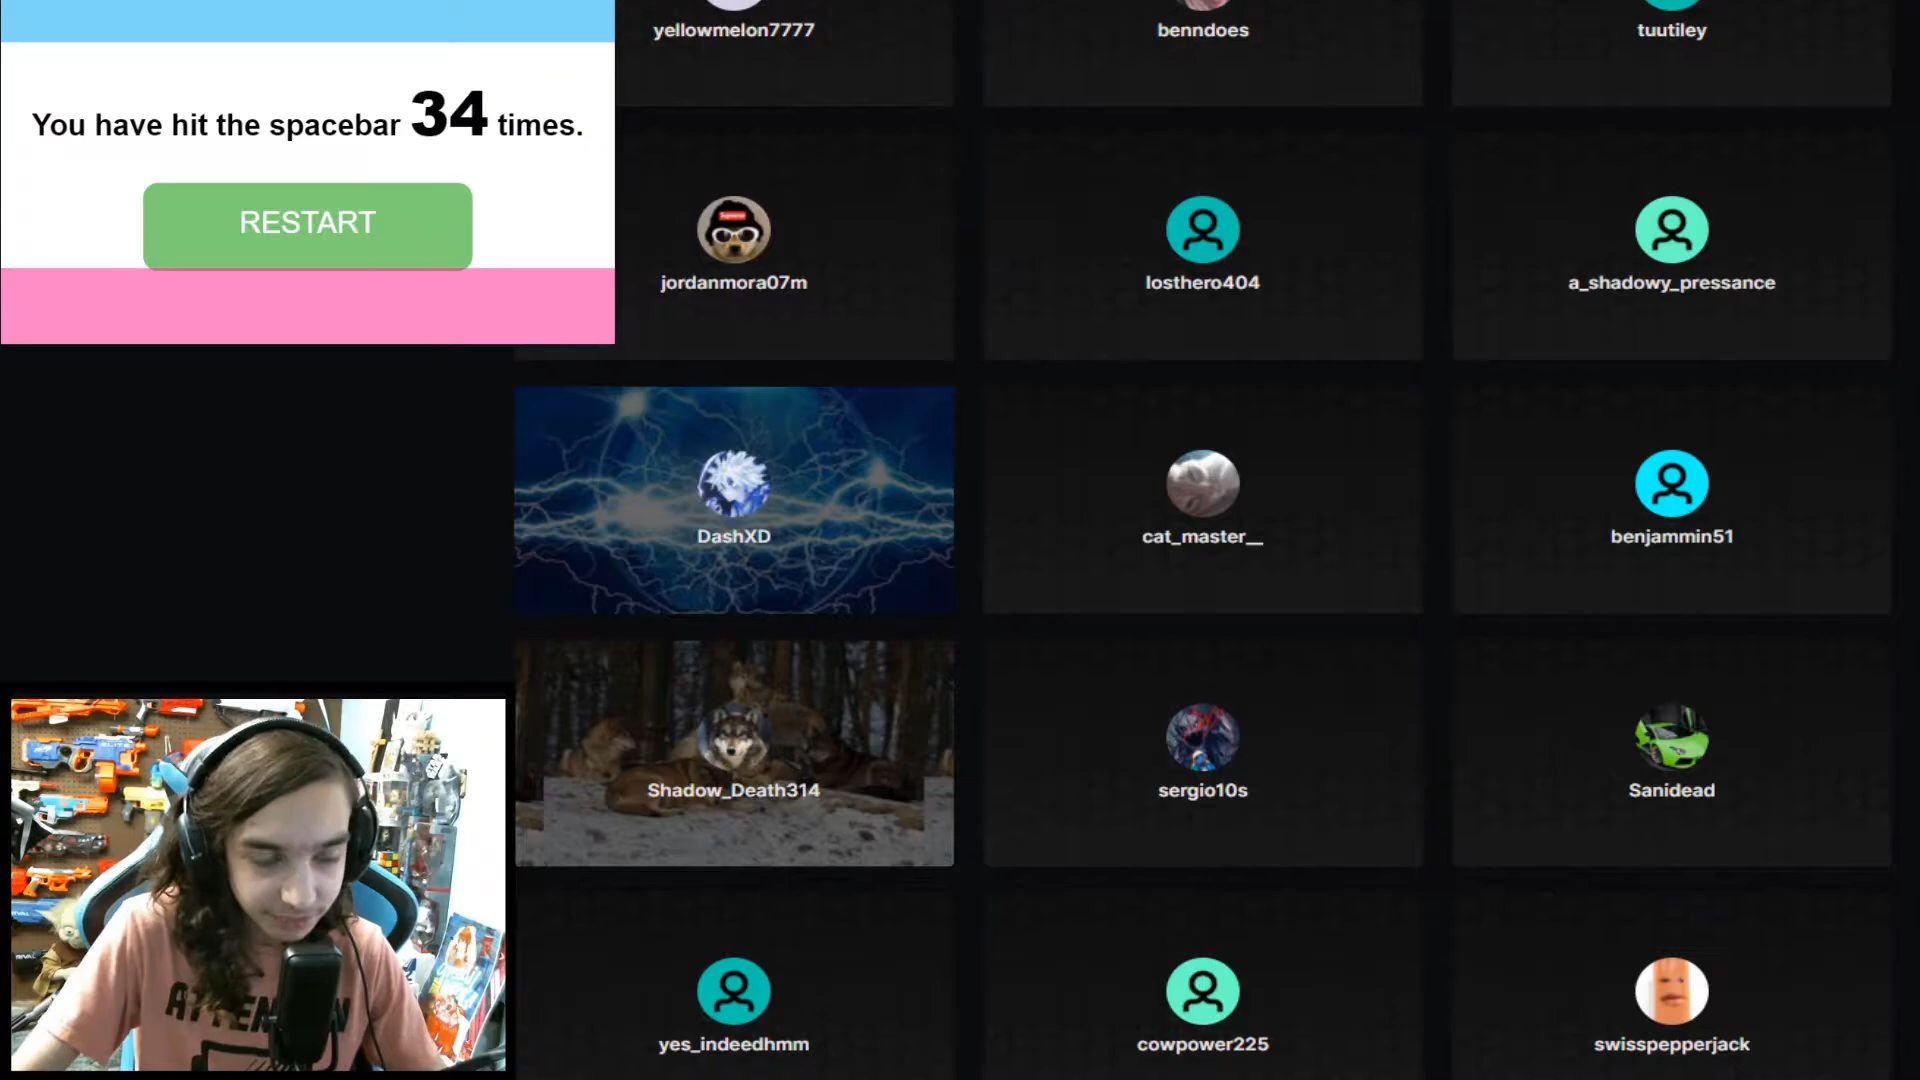 yellowmelon7777
benndoes
tuutiley
You have hit the spacebar 34 times.
RESTART
jordanmora07m
losthero404
a_shadowy_pressance
DashXD
cat_master__
benjammin51
Shadow_Death314
sergio10s
Sanidead
yes_indeedhmm
cowpower225
swisspepperjack